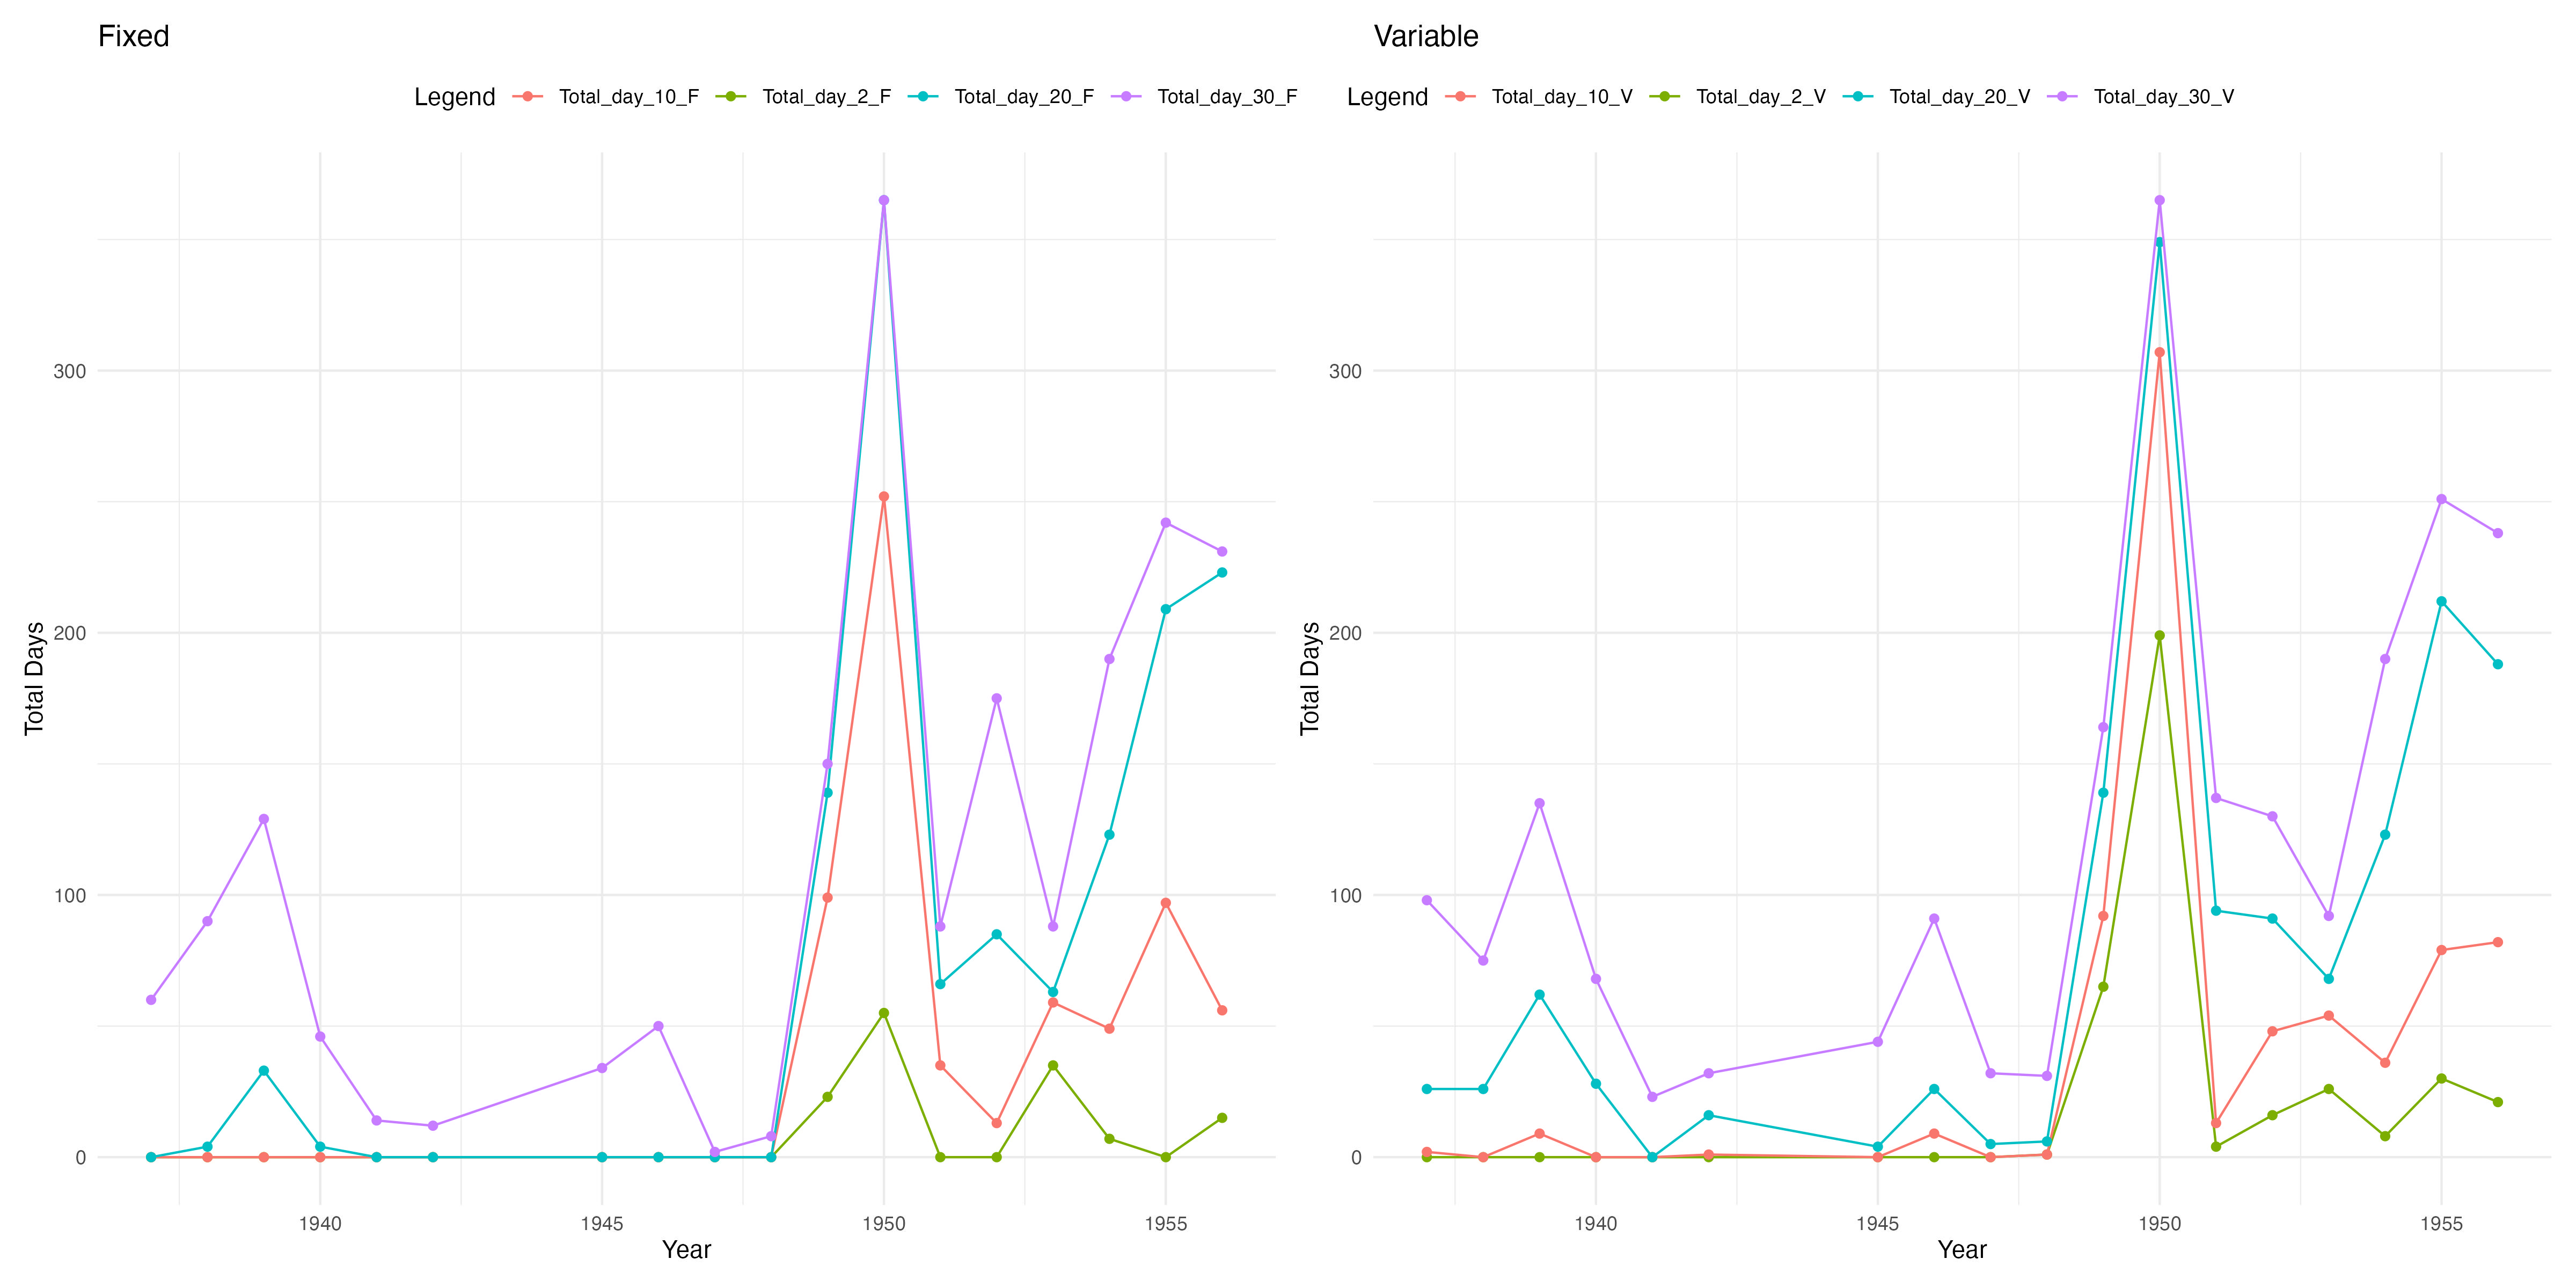 Fixed
Legend Total_day_10_F Total_day_2_F Total_day_20_F Total_day_30_F
Total Days
300
200
100
0
1940 1945 1950 1955
Year
Variable
Legend Total_day_10_V Total_day_2_V Total_day_20_V Total_day_30_V
Total Days
300
200
100
0
1940 1945 1950 1955
Year